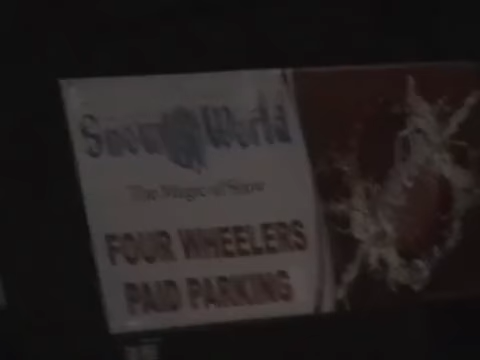 Snow World
The Magic of Snow
FOUR WHEELERS
PAID PARKING